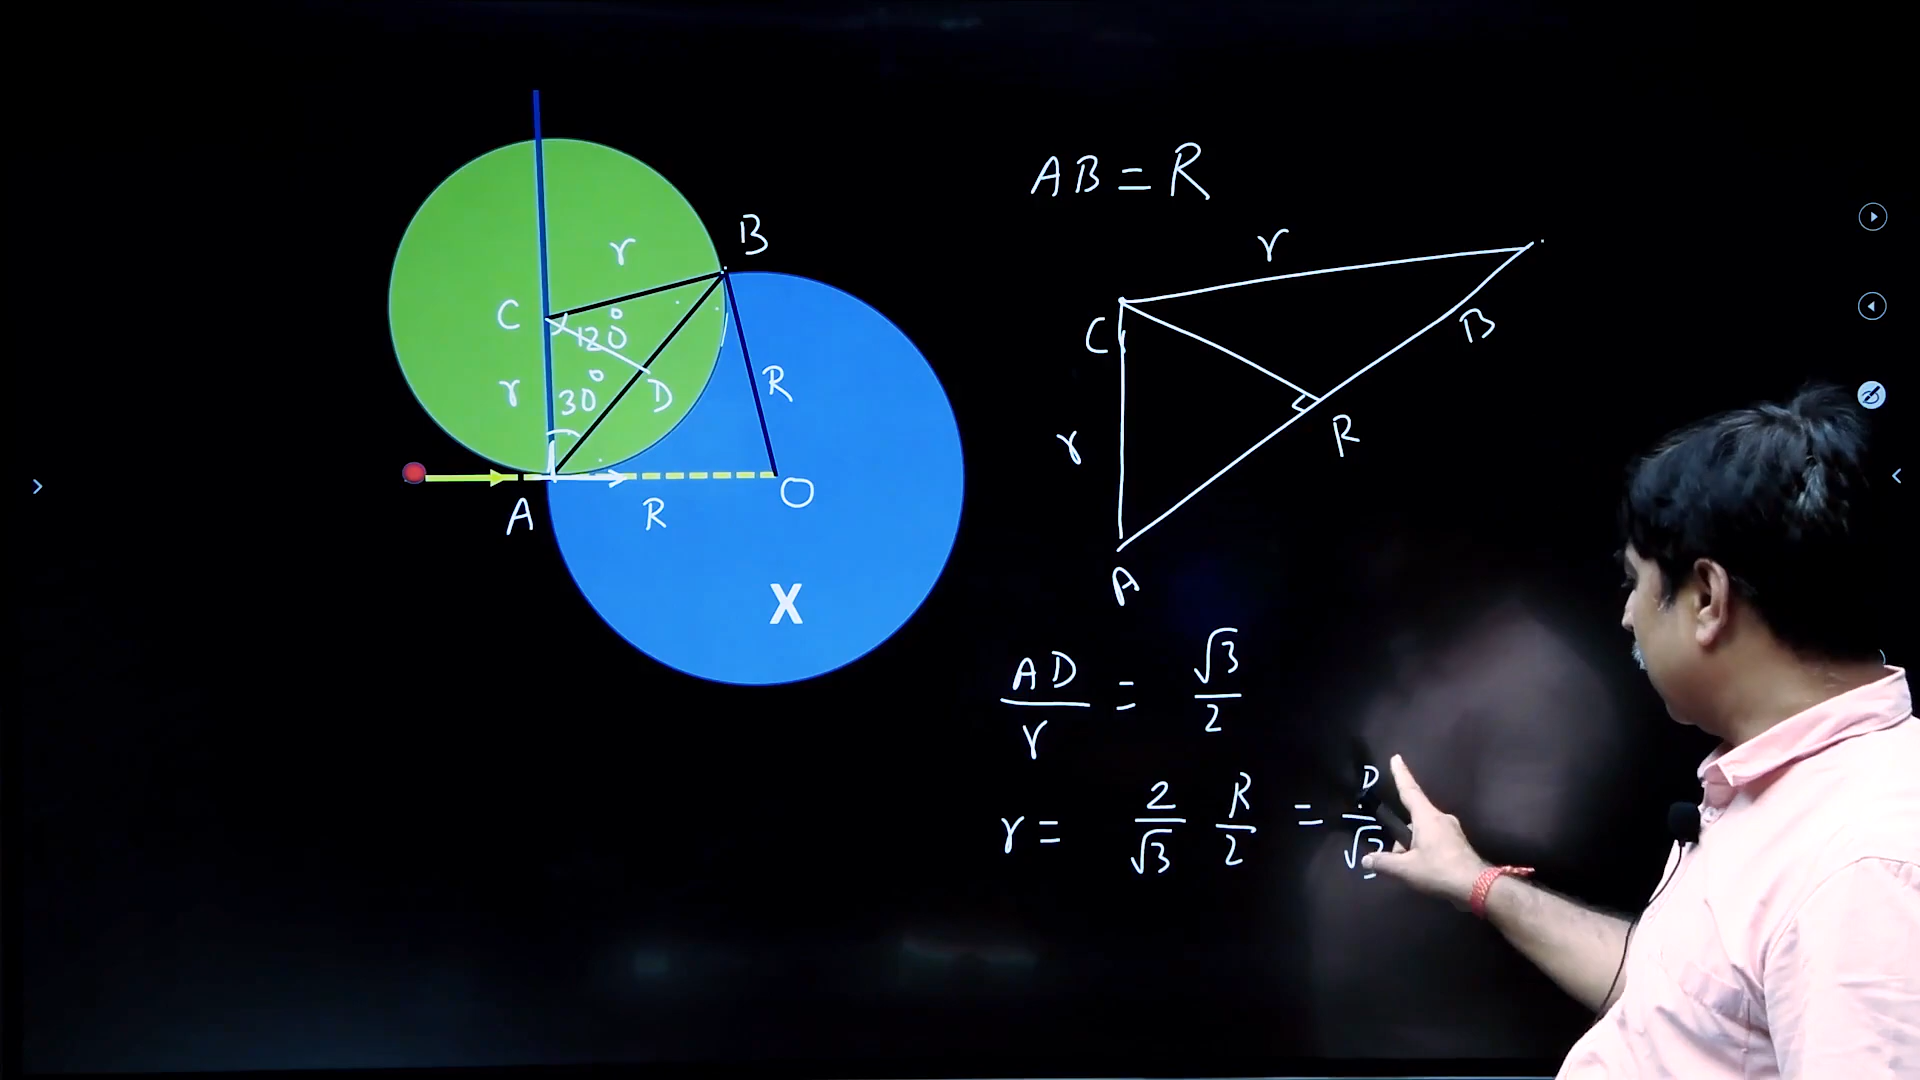 AB = R
B
r
C
120°
r
30°
D
R
A
R
O
X
r
C
B
r
R
A
AD/r = √3/2
r = 2/√3 R/2 =